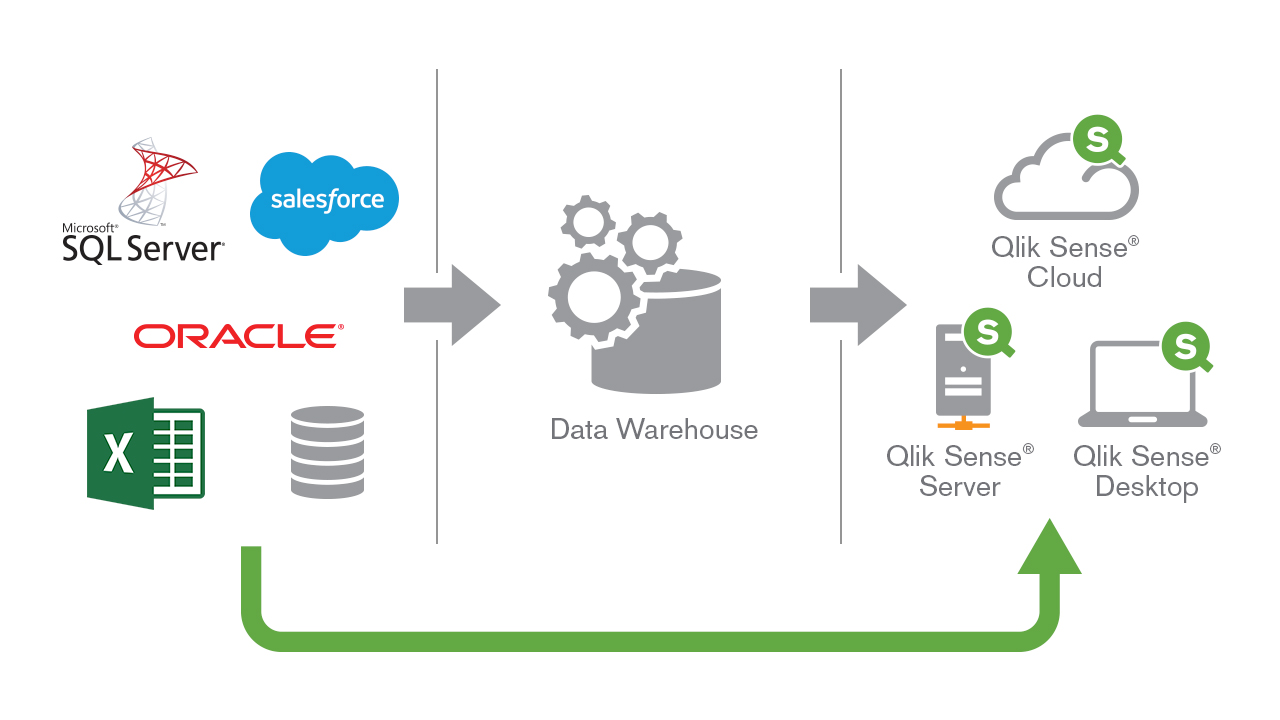 Microsoft®
SQL Server®
salesforce
ORACLE®
X
Data Warehouse
S
Qlik Sense®
Cloud
S
Qlik Sense®
Server
S
Qlik Sense®
Desktop